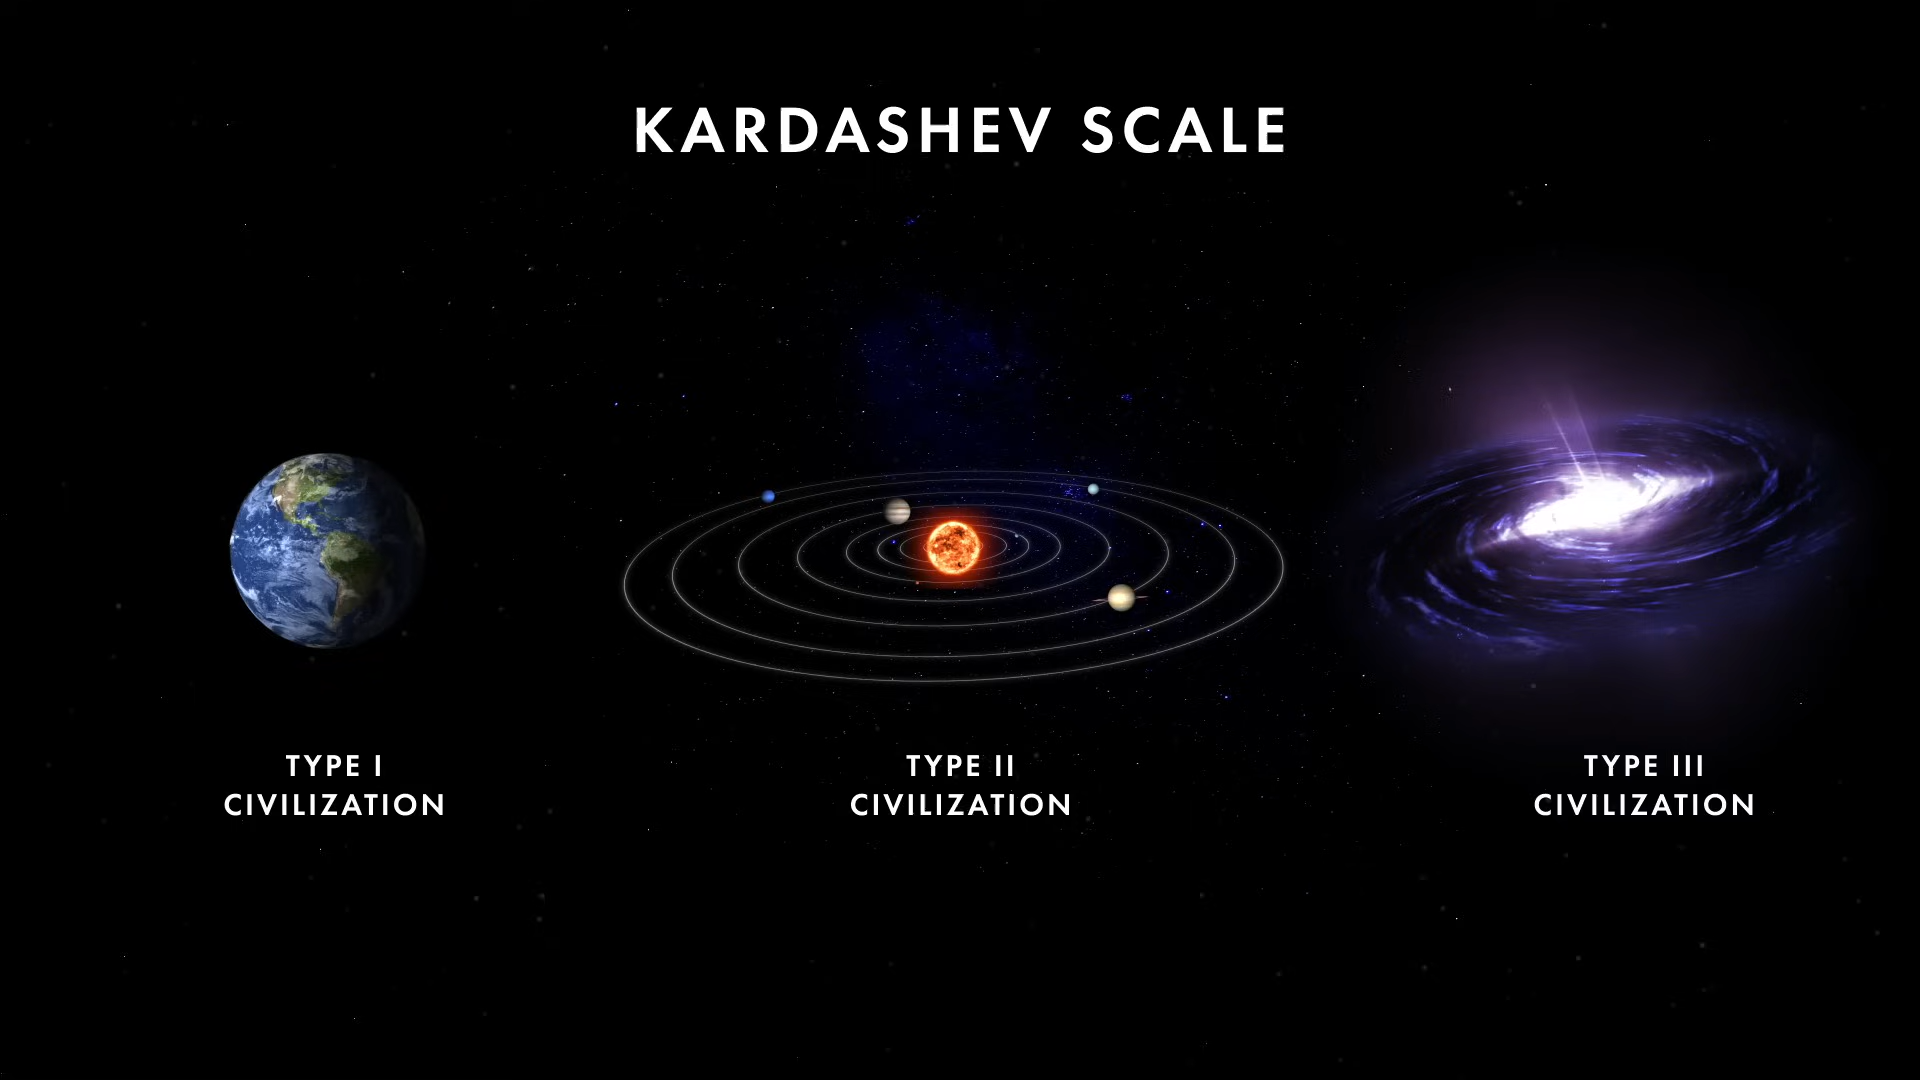 KARDASHEV SCALE
TYPE I
CIVILIZATION
TYPE II
CIVILIZATION
TYPE III
CIVILIZATION